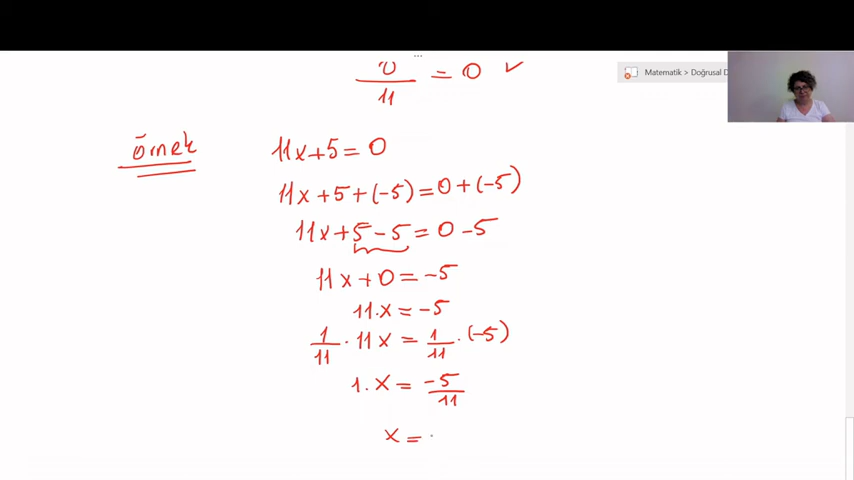 0/11 = 0 ✓
Matematik > Doğrusal D
örnek 11x+5=0
11x+5+(-5)=0+(-5)
11x+5-5=0-5
11x+0=-5
11.x=-5
1/11 · 11x = 1/11 · (-5)
1.x = -5/11
x=